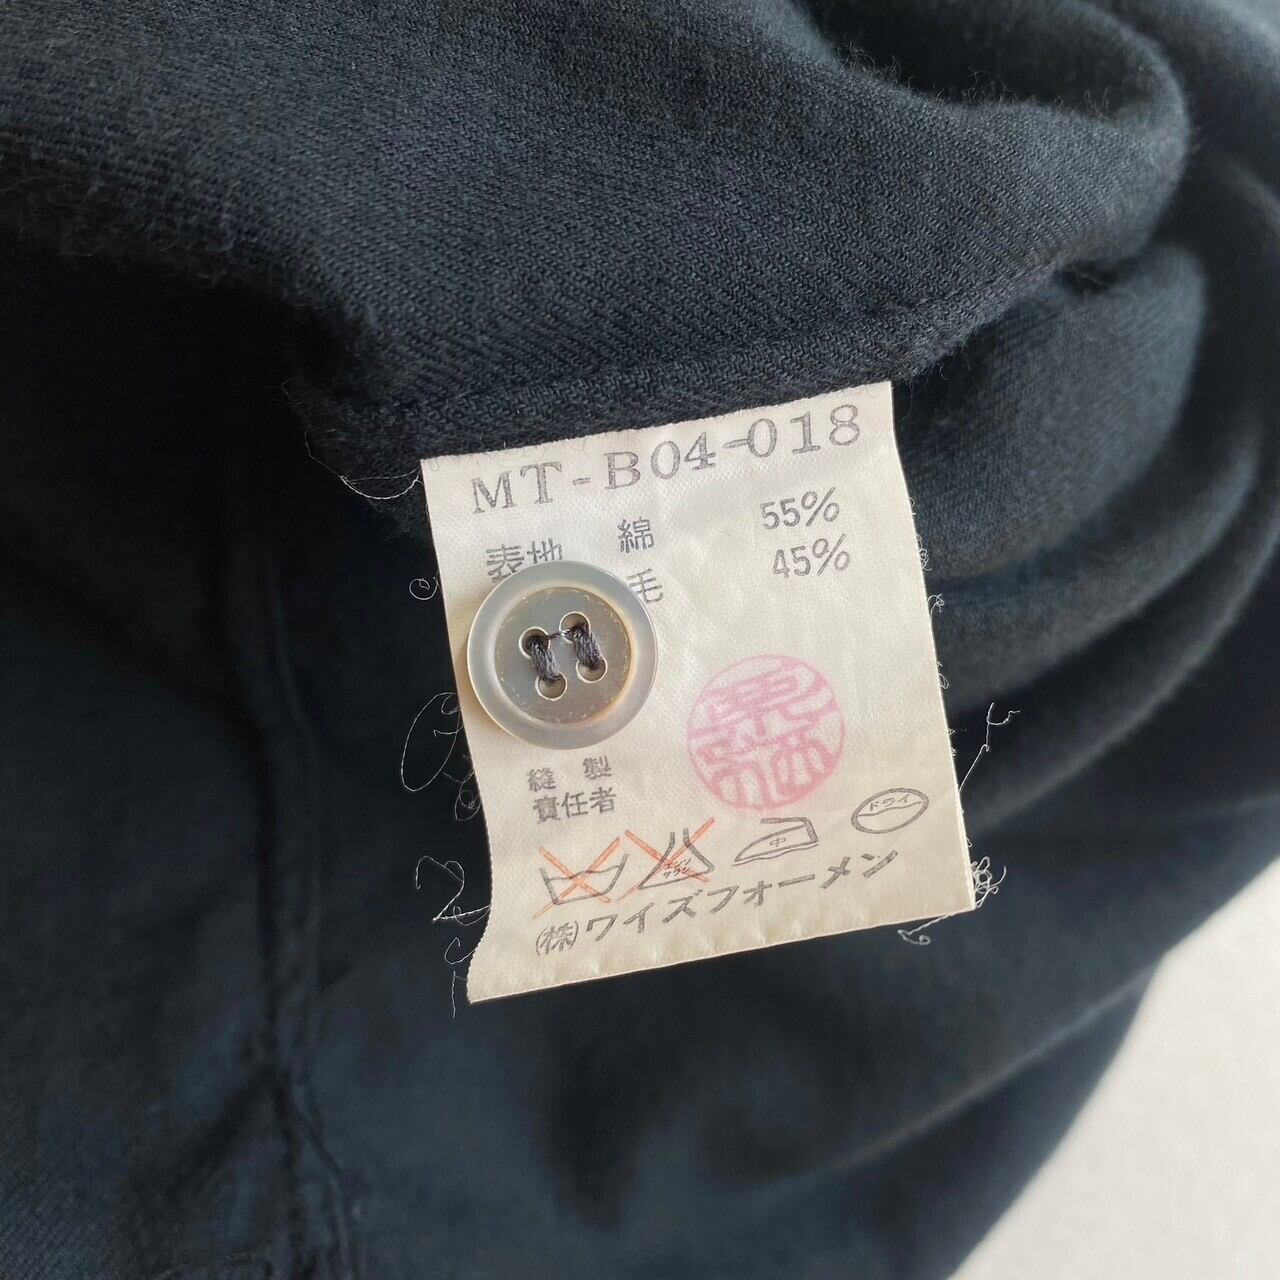 MT-B04-018
表地 綿 55%
毛 45%
縫製
責任者
中
ドライ
㈱ワイズフォーメン